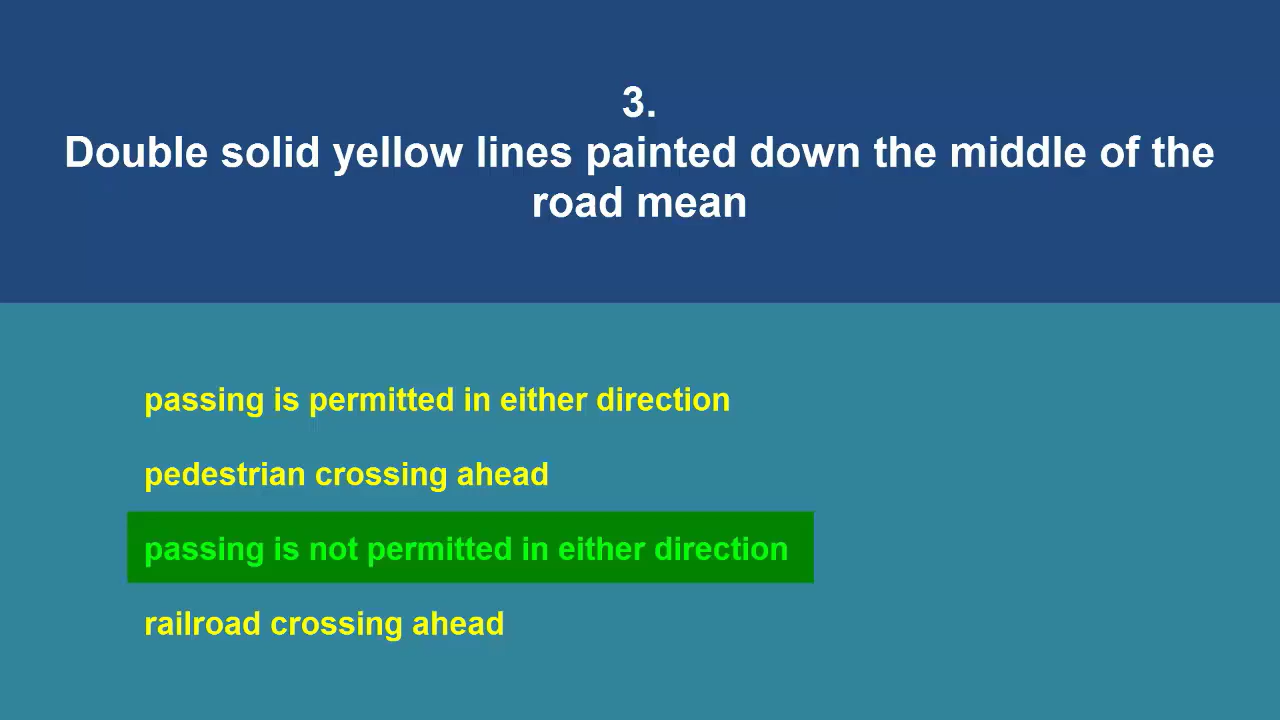 3.
Double solid yellow lines painted down the middle of the
road mean
passing is permitted in either direction
pedestrian crossing ahead
passing is not permitted in either direction
railroad crossing ahead